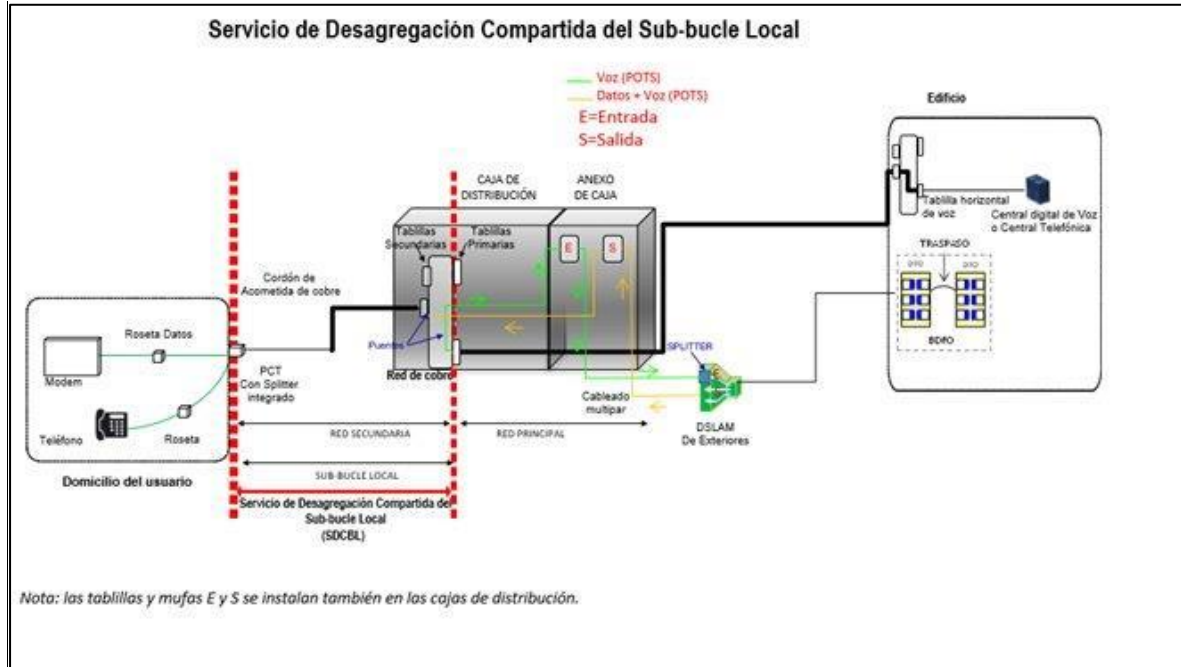 Servicio de Desagregación Compartida del Sub-bucle Local
Voz (POTS)
Datos + Voz (POTS)
E=Entrada
S=Salida
Edificio
CAJA DE
DISTRIBUCIÓN
ANEXO
DE CAJA
Tablillas
Secundarias
Tablillas
Primarias
E
S
Tablilla horizontal
de voz
Central digital de Voz
o Central Telefónica
TRASPASO
DFO
DFO
BDFO
Cordón de
Acometida de cobre
Roseta Datos
Modem
PCT
Con Splitter
integrado
Puentes
Red de cobre
SPLITTER
Cableado
multipar
DSLAM
De Exteriores
Teléfono
Roseta
RED SECUNDARIA
RED PRINCIPAL
Domicilio del usuario
SUB-BUCLE LOCAL
Servicio de Desagregación Compartida del
Sub-bucle Local
(SDCBL)
Nota: las tablillas y mufas E y S se instalan también en las cajas de distribución.